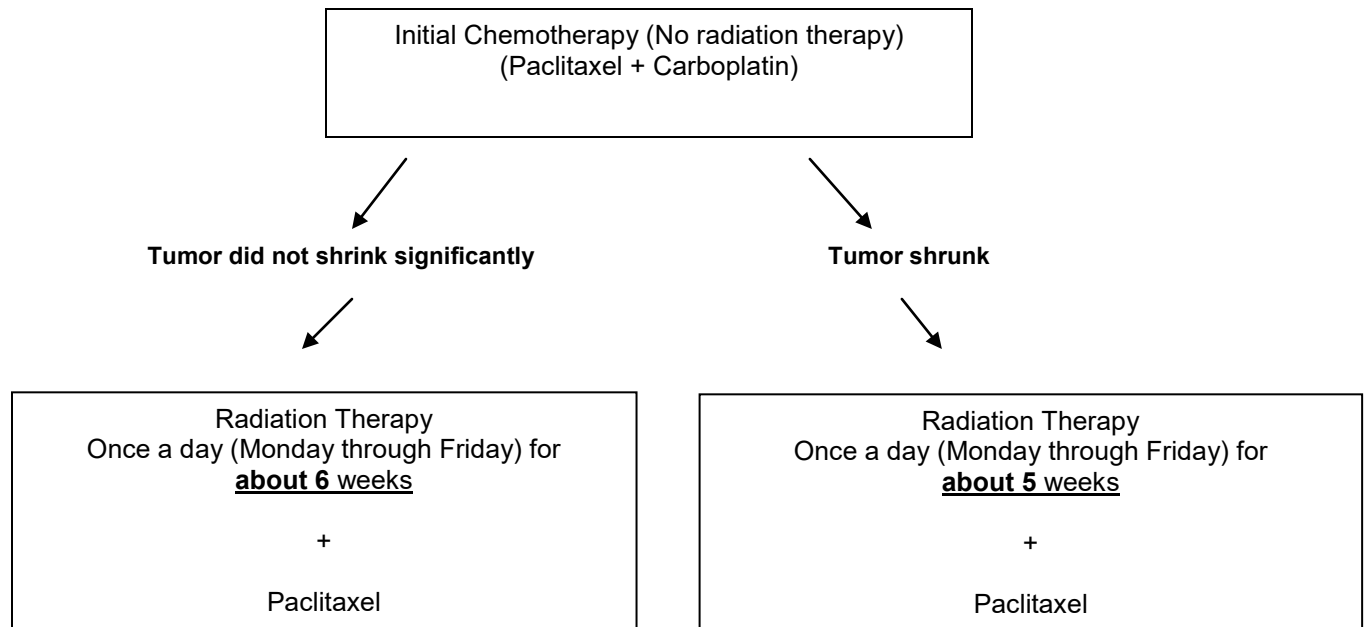 Initial Chemotherapy (No radiation therapy)
(Paclitaxel + Carboplatin)
Tumor did not shrink significantly
Tumor shrunk
Radiation Therapy
Once a day (Monday through Friday) for
about 6 weeks
+
Paclitaxel
Radiation Therapy
Once a day (Monday through Friday) for
about 5 weeks
+
Paclitaxel